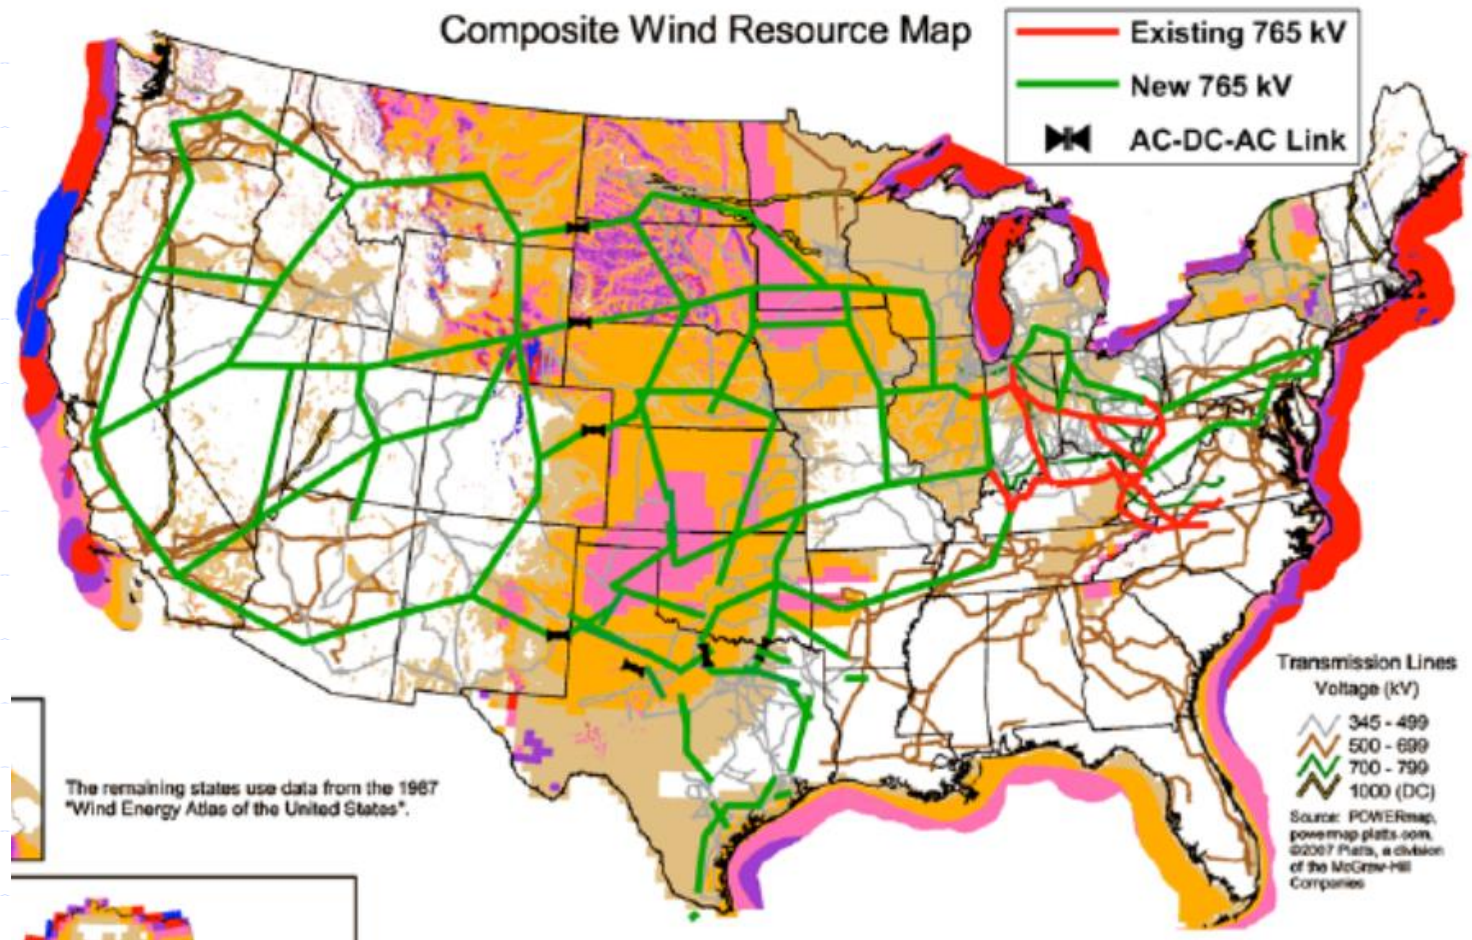 Composite Wind Resource Map
Existing 765 kV
New 765 kV
AC-DC-AC Link
Transmission Lines
Voltage (kV)
345 - 499
500 - 699
700 - 799
1000 (DC)
Source: POWERmap,
powermap.platts.com.
©2007 Platts, a division
of the McGraw-Hill
Companies
The remaining states use data from the 1987
"Wind Energy Atlas of the United States".